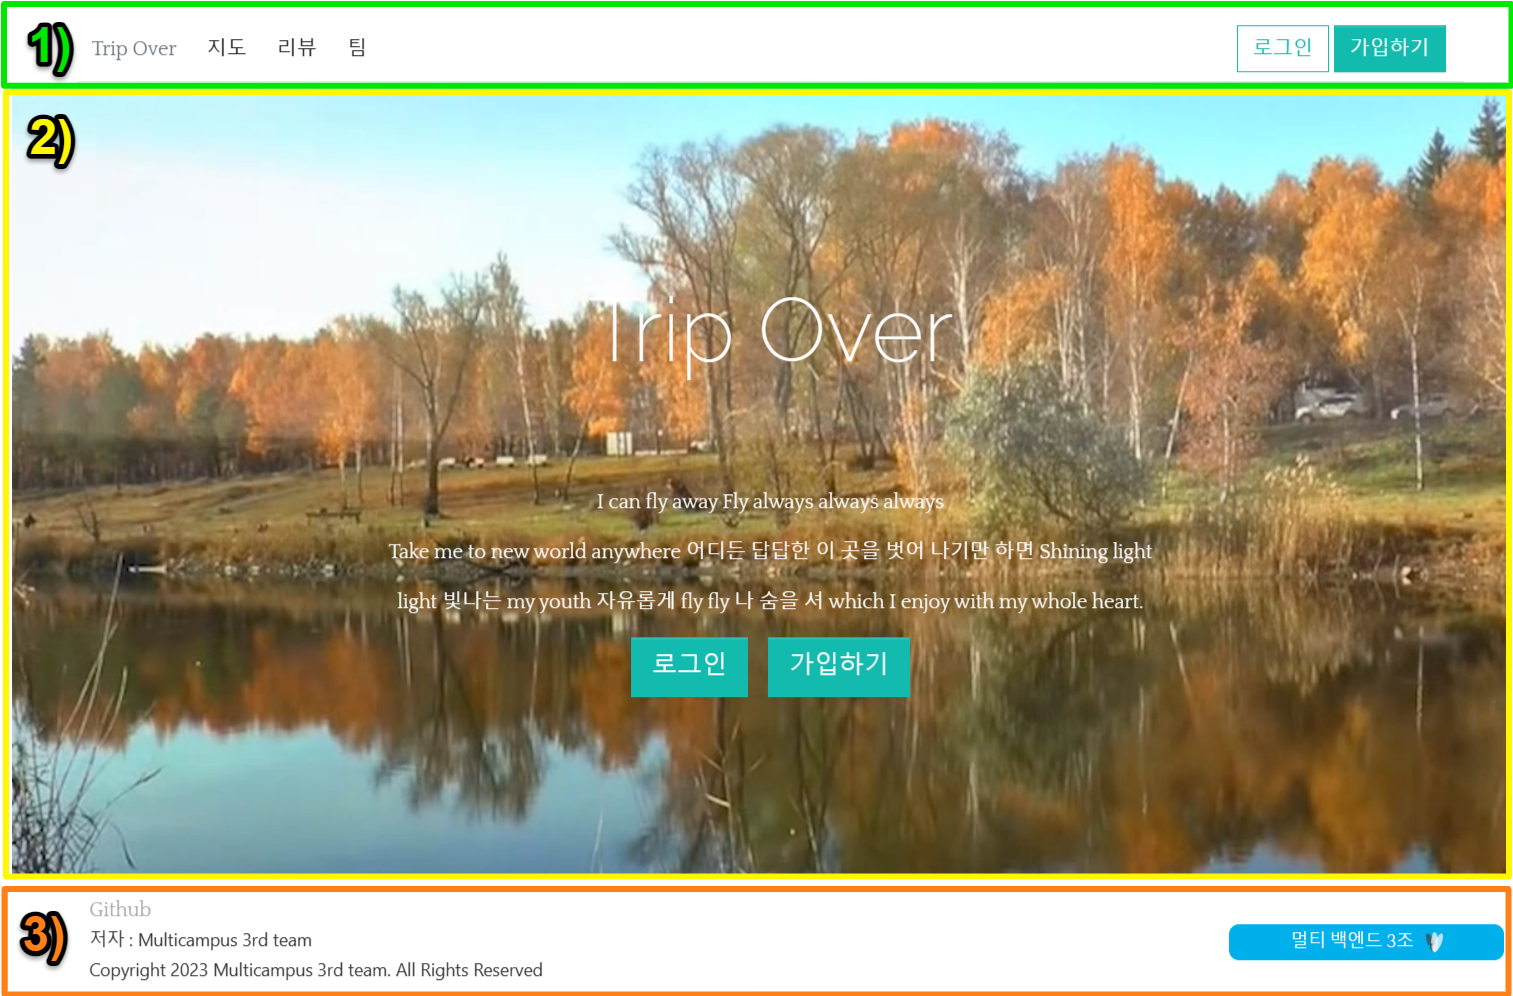 1)
Trip Over 지도 리뷰 팀 로그인 가입하기
2)
Trip Over
I can fly away Fly always always always
Take me to new world anywhere 어디든 답답한 이 곳을 벗어 나기만 하면 Shining light
light 빛나는 my youth 자유롭게 fly fly 나 숨을 셔 which I enjoy with my whole heart.
로그인 가입하기
3)
Github
저자 : Multicampus 3rd team
Copyright 2023 Multicampus 3rd team. All Rights Reserved
멀티 백엔드 3조